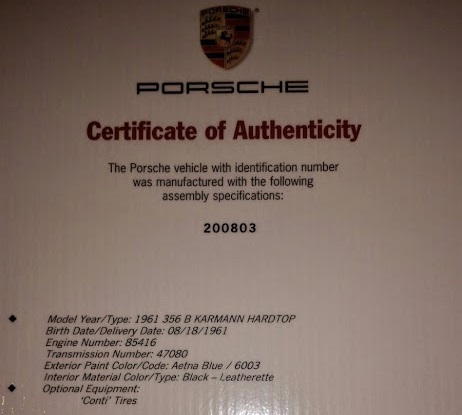 PORSCHE
PORSCHE
Certificate of Authenticity
The Porsche vehicle with identification number
was manufactured with the following
assembly specifications:
200803
Model Year/Type: 1961 356 B KARMANN HARDTOP
Birth Date/Delivery Date: 08/18/1961
Engine Number: 85416
Transmission Number: 47080
Exterior Paint Color/Code: Aetna Blue / 6003
Interior Material Color/Type: Black – Leatherette
Optional Equipment:
'Conti' Tires